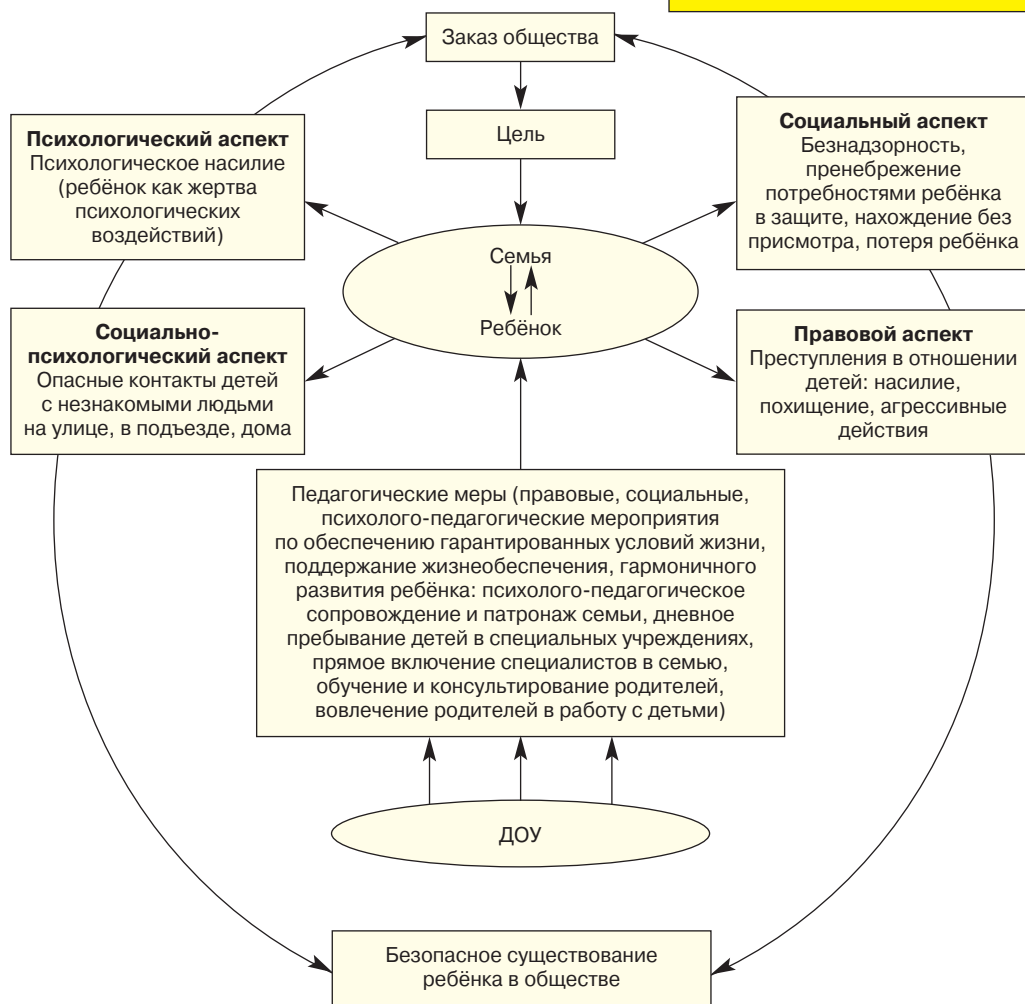 Заказ общества
Цель
Психологический аспект
Психологическое насилие
(ребёнок как жертва
психологических
воздействий)
Социальный аспект
Безнадзорность,
пренебрежение
потребностями ребёнка
в защите, нахождение без
присмотра, потеря ребёнка
Семья
Ребёнок
Социально-
психологический аспект
Опасные контакты детей
с незнакомыми людьми
на улице, в подъезде, дома
Правовой аспект
Преступления в отношении
детей: насилие,
похищение, агрессивные
действия
Педагогические меры (правовые, социальные,
психолого-педагогические мероприятия
по обеспечению гарантированных условий жизни,
поддержание жизнеобеспечения, гармоничного
развития ребёнка: психолого-педагогическое
сопровождение и патронаж семьи, дневное
пребывание детей в специальных учреждениях,
прямое включение специалистов в семью,
обучение и консультирование родителей,
вовлечение родителей в работу с детьми)
ДОУ
Безопасное существование
ребёнка в обществе